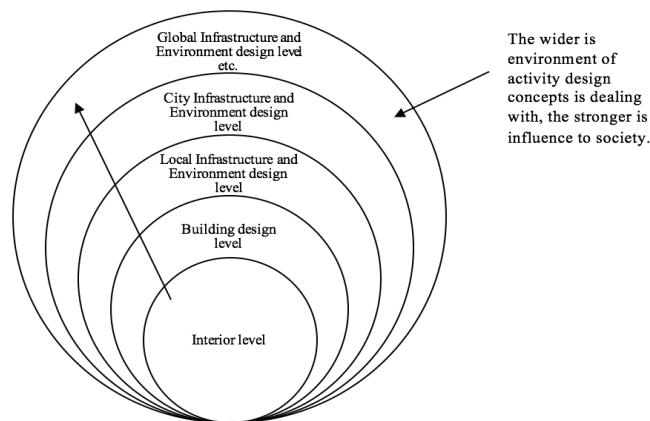 Global Infrastructure and
Environment design level
etc.
City Infrastructure and
Environment design
level
Local Infrastructure and
Environment design
level
Building design
level
Interior level
The wider is
environment of
activity design
concepts is dealing
with, the stronger is
influence to society.